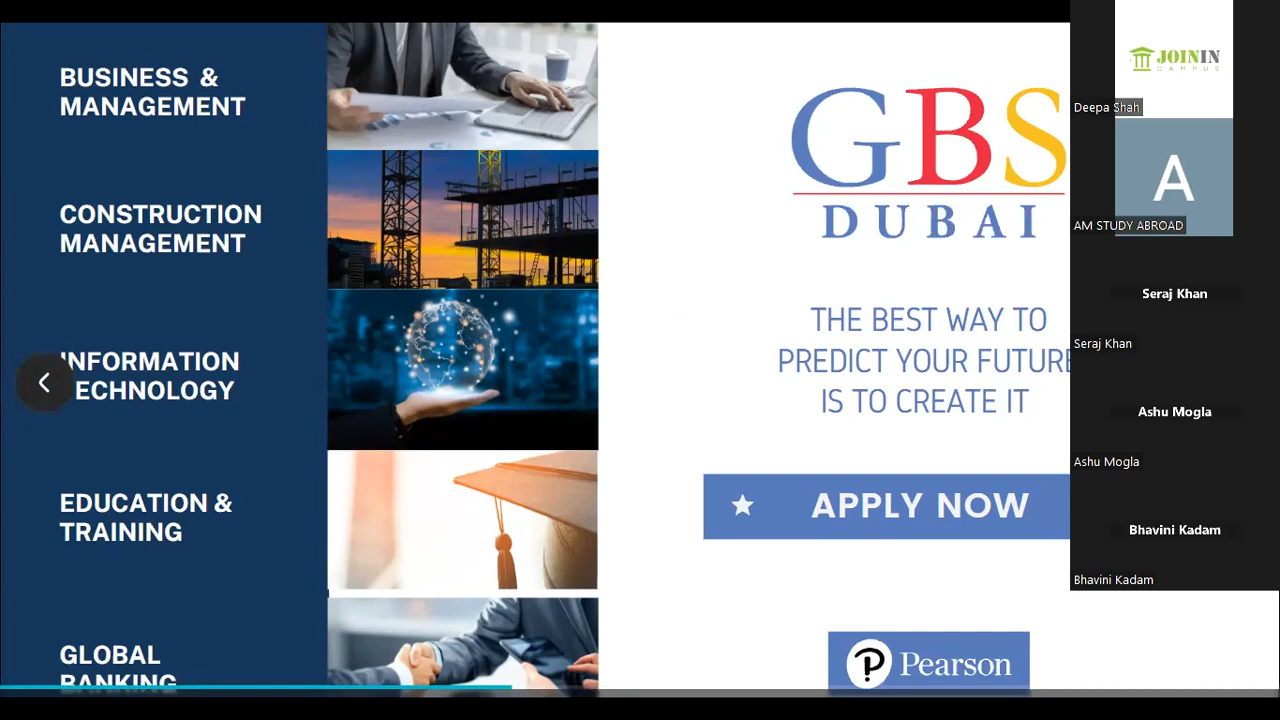 BUSINESS &
MANAGEMENT
CONSTRUCTION
MANAGEMENT
INFORMATION
TECHNOLOGY
EDUCATION &
TRAINING
GLOBAL
BANKING
GBS
DUBAI
THE BEST WAY TO
PREDICT YOUR FUTURE
IS TO CREATE IT
APPLY NOW
Pearson
JOININ
CAMPUS
Deepa Shah
A
AM STUDY ABROAD
Seraj Khan
Seraj Khan
Ashu Mogla
Ashu Mogla
Bhavini Kadam
Bhavini Kadam